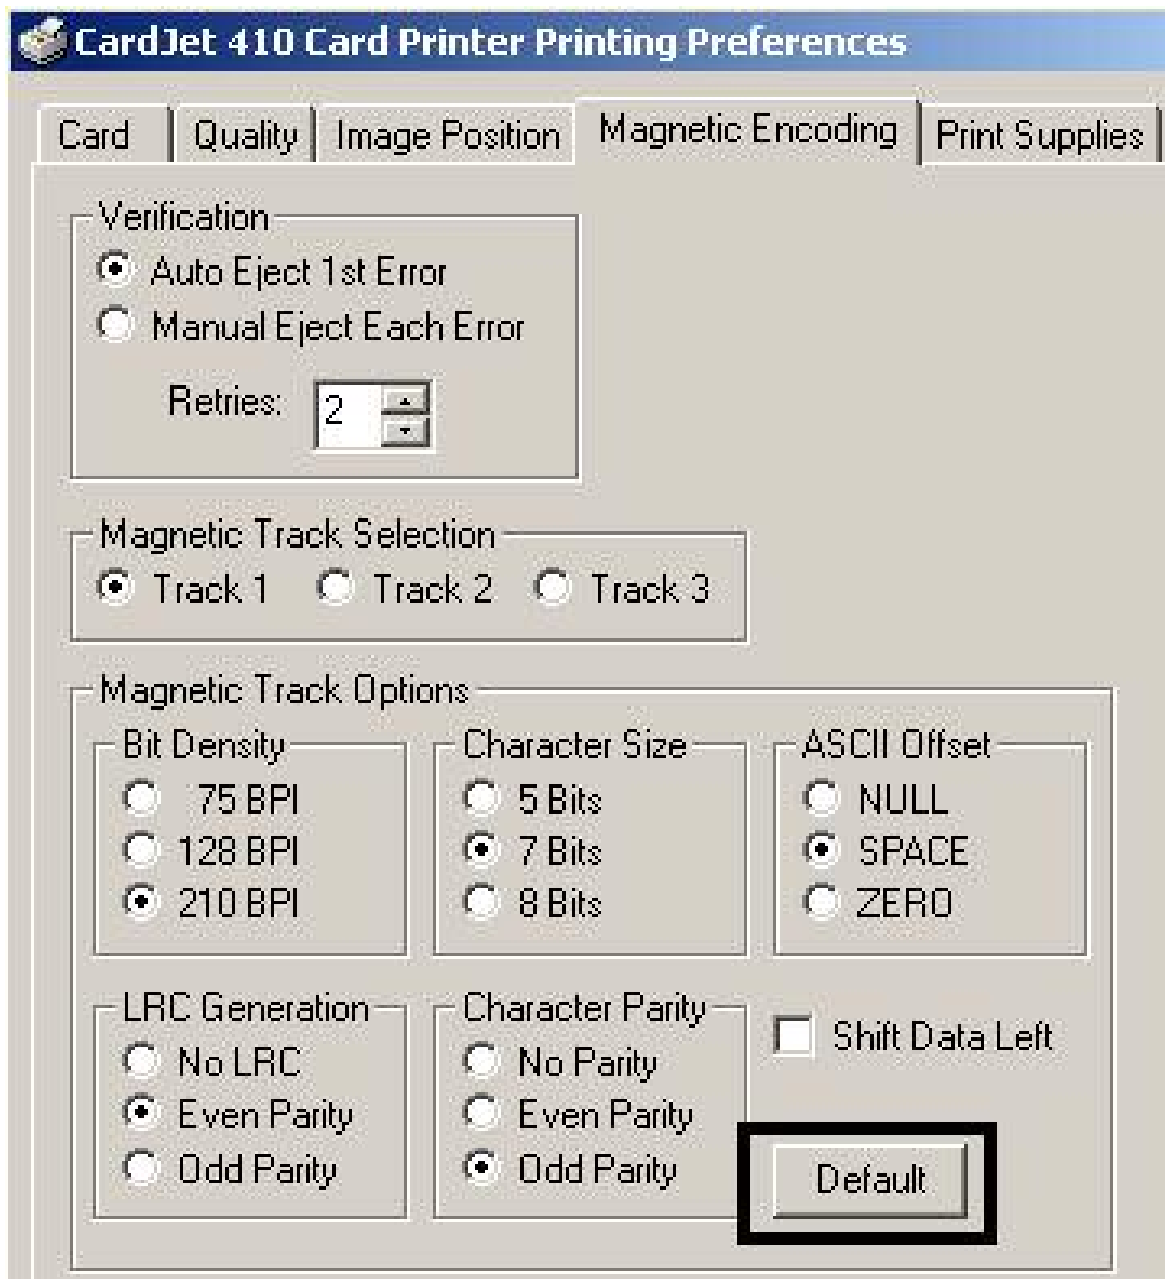 CardJet 410 Card Printer Printing Preferences
Card Quality Image Position Magnetic Encoding Print Supplies
Verification
Auto Eject 1st Error
Manual Eject Each Error
Retries: 2
Magnetic Track Selection
Track 1 Track 2 Track 3
Magnetic Track Options
Bit Density Character Size ASCII Offset
75 BPI 5 Bits NULL
128 BPI 7 Bits SPACE
210 BPI 8 Bits ZERO
LRC Generation Character Parity
No LRC No Parity Shift Data Left
Even Parity Even Parity
Odd Parity Odd Parity Default